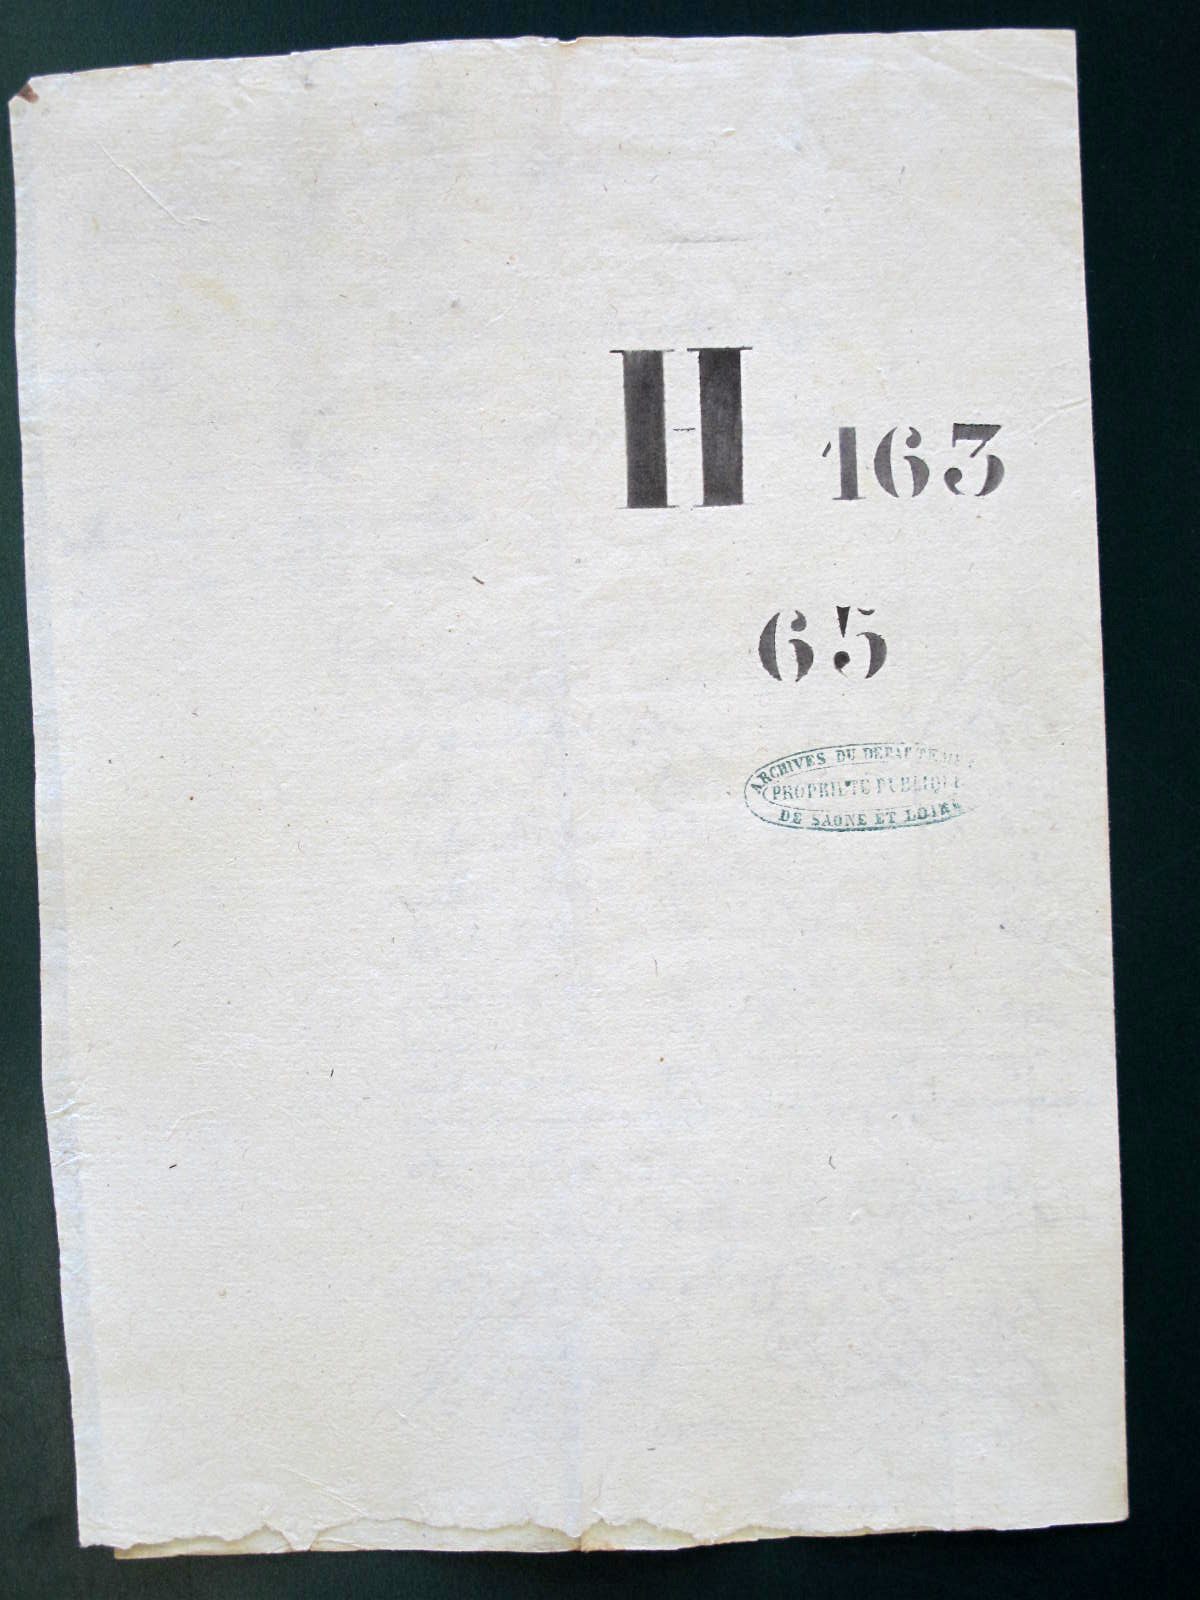 H 163
65
ARCHIVES DU DEPARTEMENT
PROPRIETE PUBLIQUE
DE SAONE ET LOIRE